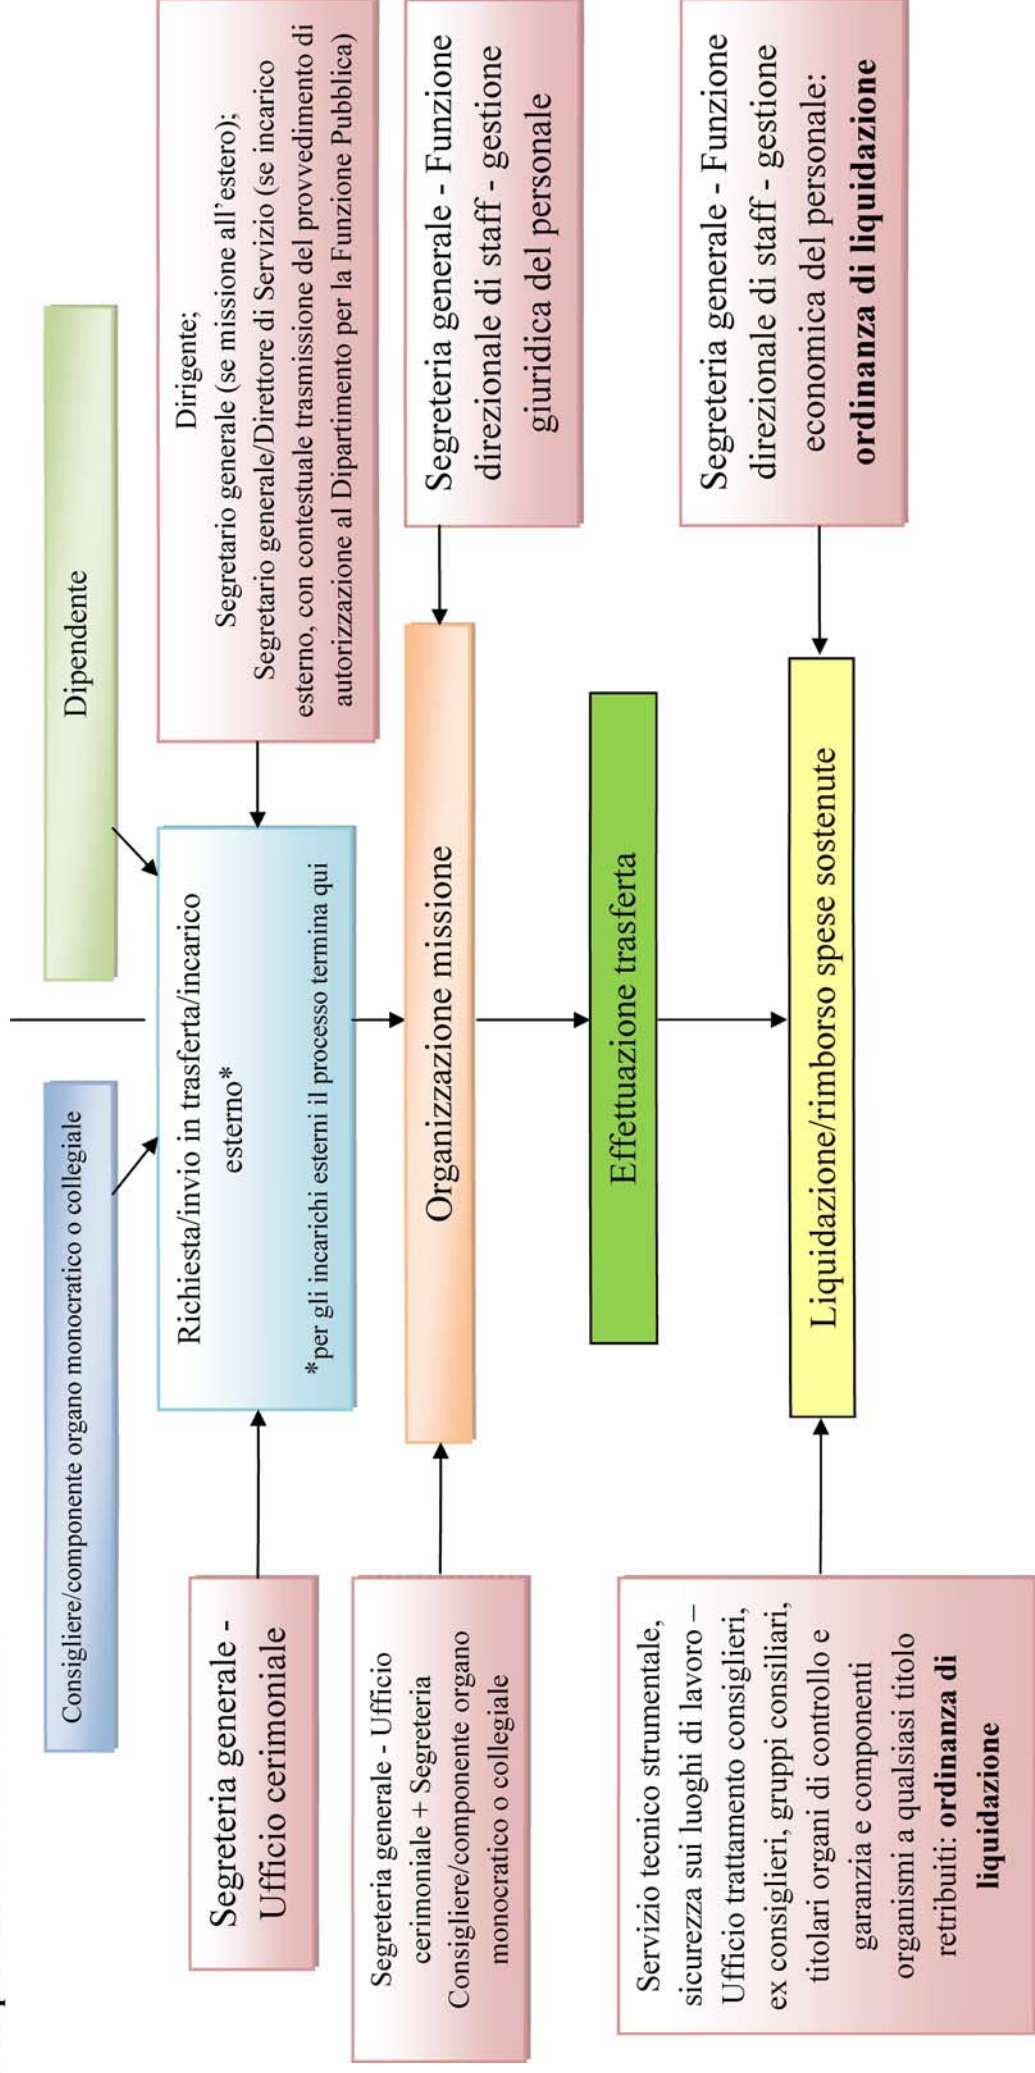 Consigliere/componente organo monocratico o collegiale
Dipendente
Segreteria generale -
Ufficio cerimoniale
Richiesta/invio in trasferta/incarico
esterno*
*per gli incarichi esterni il processo termina qui
Dirigente;
Segretario generale (se missione all’estero);
Segretario generale/Direttore di Servizio (se incarico
esterno, con contestuale trasmissione del provvedimento di
autorizzazione al Dipartimento per la Funzione Pubblica)
Segreteria generale - Ufficio
cerimoniale + Segreteria
Consigliere/componente organo
monocratico o collegiale
Organizzazione missione
Segreteria generale - Funzione
direzionale di staff - gestione
giuridica del personale
Effettuazione trasferta
Servizio tecnico strumentale,
sicurezza sui luoghi di lavoro –
Ufficio trattamento consiglieri,
ex consiglieri, gruppi consiliari,
titolari organi di controllo e
garanzia e componenti
organismi a qualsiasi titolo
retribuiti: ordinanza di
liquidazione
Liquidazione/rimborso spese sostenute
Segreteria generale - Funzione
direzionale di staff - gestione
economica del personale:
ordinanza di liquidazione